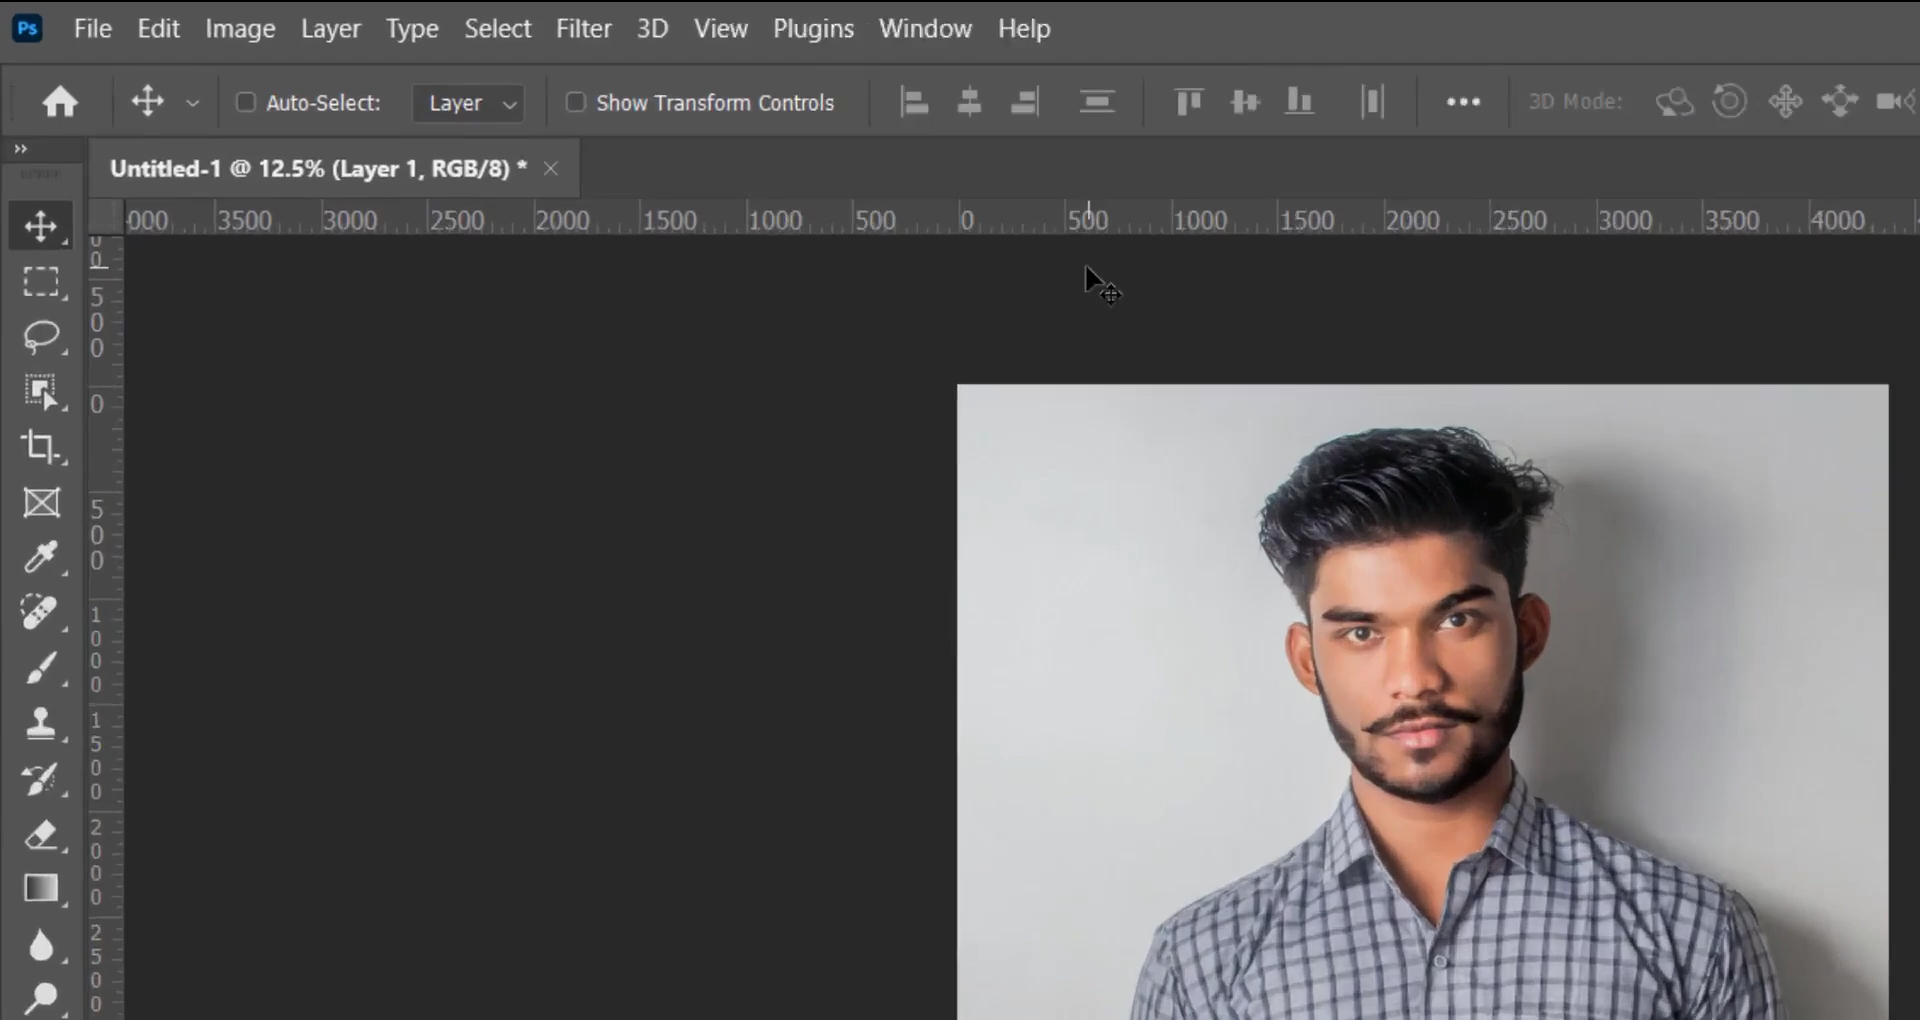 Ps File Edit Image Layer Type Select Filter 3D View Plugins Window Help
Auto-Select: Layer Show Transform Controls ••• 3D Mode:
Untitled-1 @ 12.5% (Layer 1, RGB/8) * ×
000 3500 3000 2500 2000 1500 1000 500 0 500 1000 1500 2000 2500 3000 3500 4000
0
500
0
500
1000
1500
2000
2500